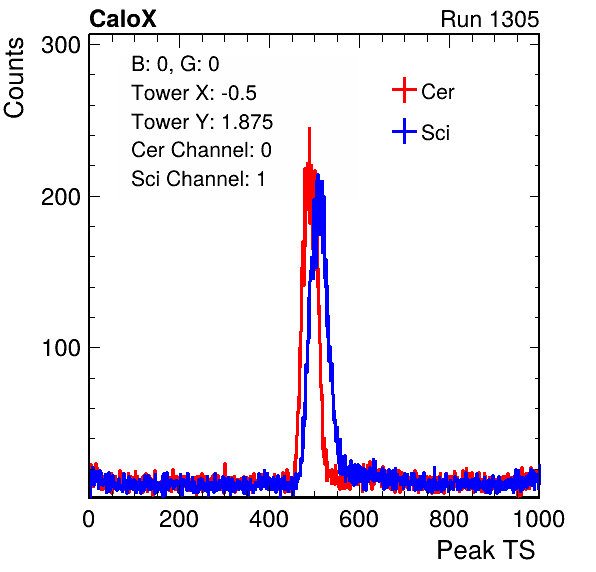 CaloX
Run 1305
Counts
300
200
100
B: 0, G: 0
Tower X: -0.5
Tower Y: 1.875
Cer Channel: 0
Sci Channel: 1
Cer
Sci
0 200 400 600 800 1000
Peak TS